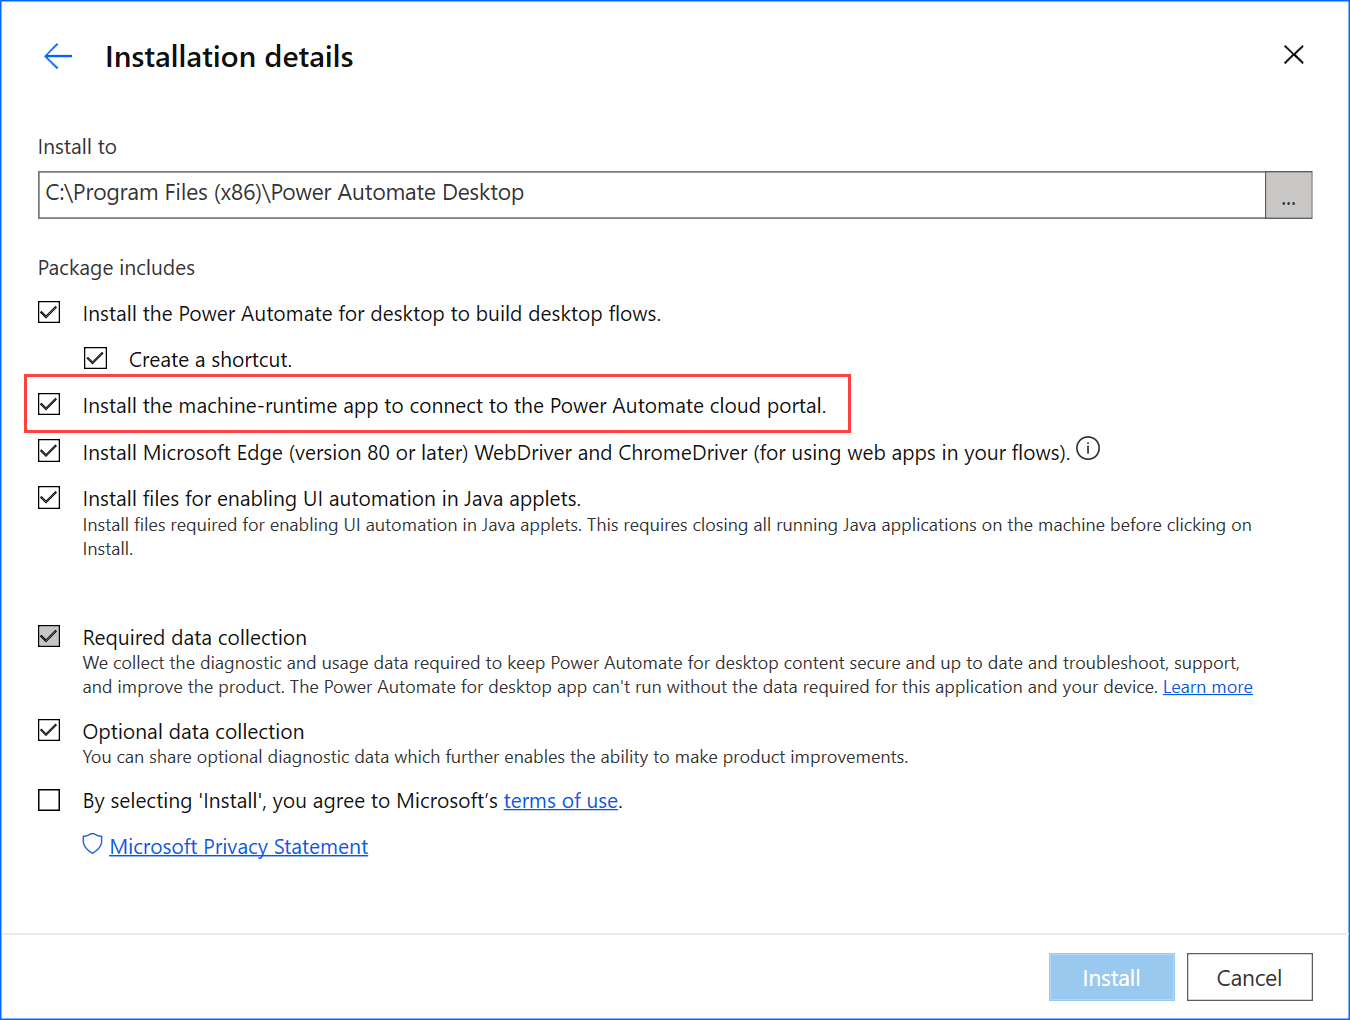 Installation details
Install to
C:\Program Files (x86)\Power Automate Desktop
...
Package includes
Install the Power Automate for desktop to build desktop flows.
Create a shortcut.
Install the machine-runtime app to connect to the Power Automate cloud portal.
Install Microsoft Edge (version 80 or later) WebDriver and ChromeDriver (for using web apps in your flows).
Install files for enabling UI automation in Java applets.
Install files required for enabling UI automation in Java applets. This requires closing all running Java applications on the machine before clicking on
Install.
Required data collection
We collect the diagnostic and usage data required to keep Power Automate for desktop content secure and up to date and troubleshoot, support,
and improve the product. The Power Automate for desktop app can't run without the data required for this application and your device. Learn more
Optional data collection
You can share optional diagnostic data which further enables the ability to make product improvements.
By selecting 'Install', you agree to Microsoft’s terms of use.
Microsoft Privacy Statement
Install
Cancel